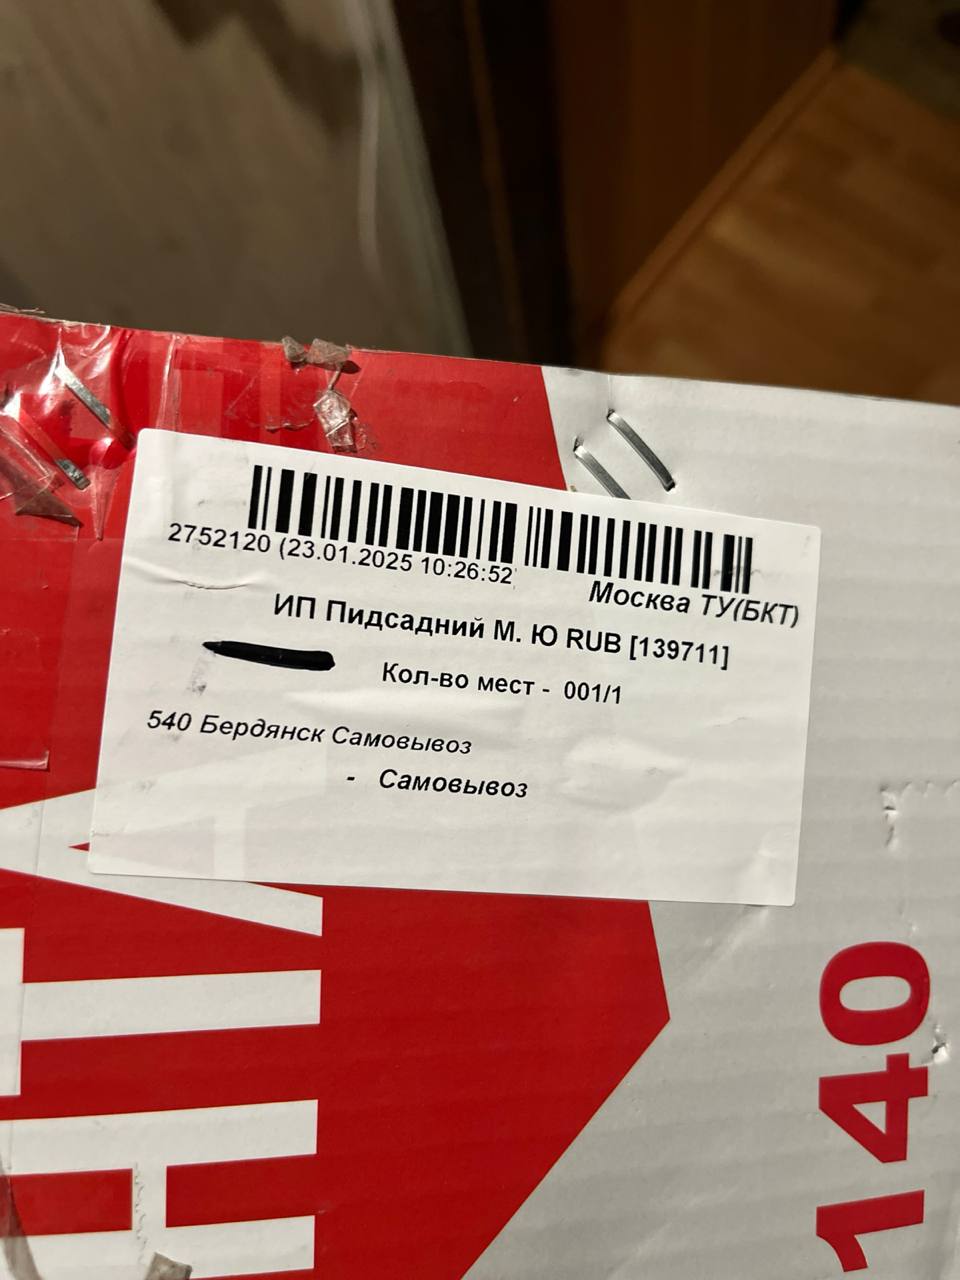 2752120 (23.01.2025 10:26:52
Москва ТУ(БКТ)
ИП Пидсадний М. Ю RUB [139711]
Кол-во мест - 001/1
540 Бердянск Самовывоз
- Самовывоз
140